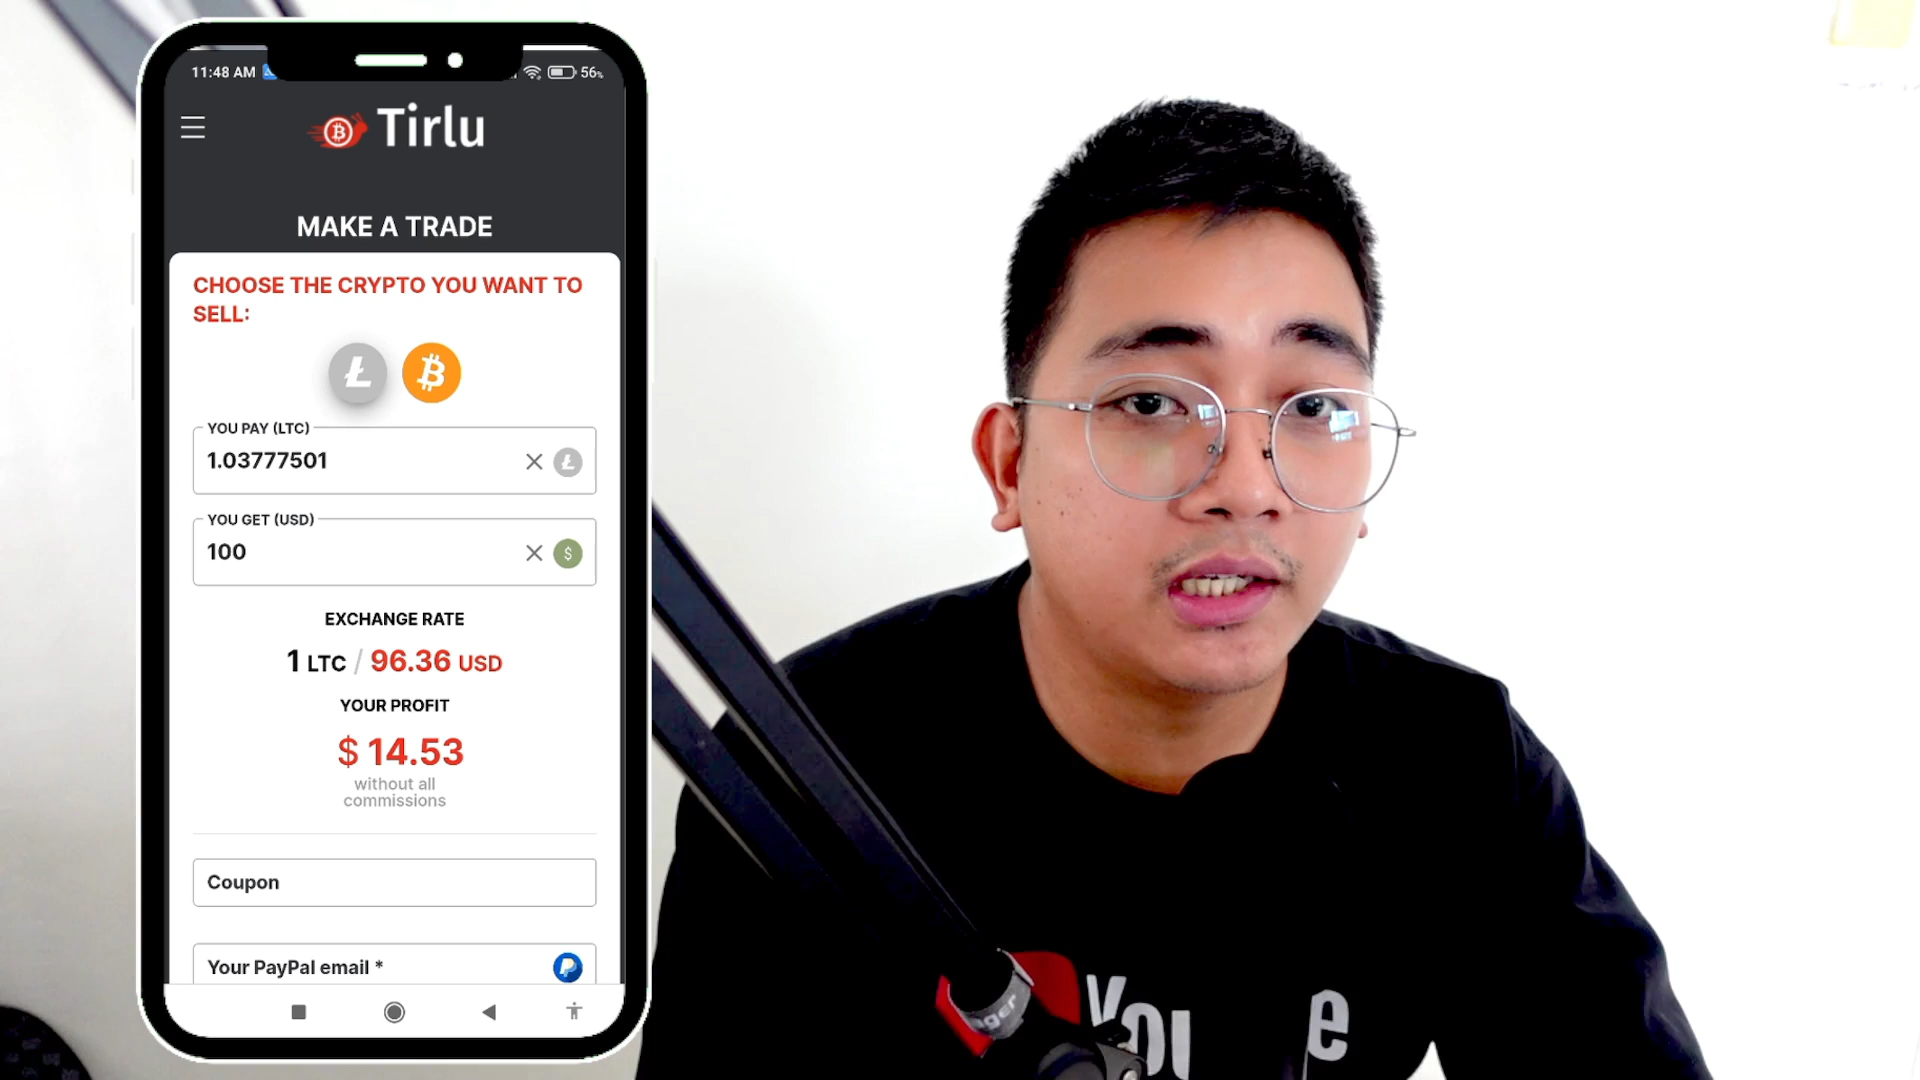 11:48 AM
56%
Tirlu
MAKE A TRADE
CHOOSE THE CRYPTO YOU WANT TO
SELL:
YOU PAY (LTC)
1.03777501
YOU GET (USD)
100
$
EXCHANGE RATE
1 LTC / 96.36 USD
YOUR PROFIT
$ 14.53
without all
commissions
Coupon
Your PayPal email *